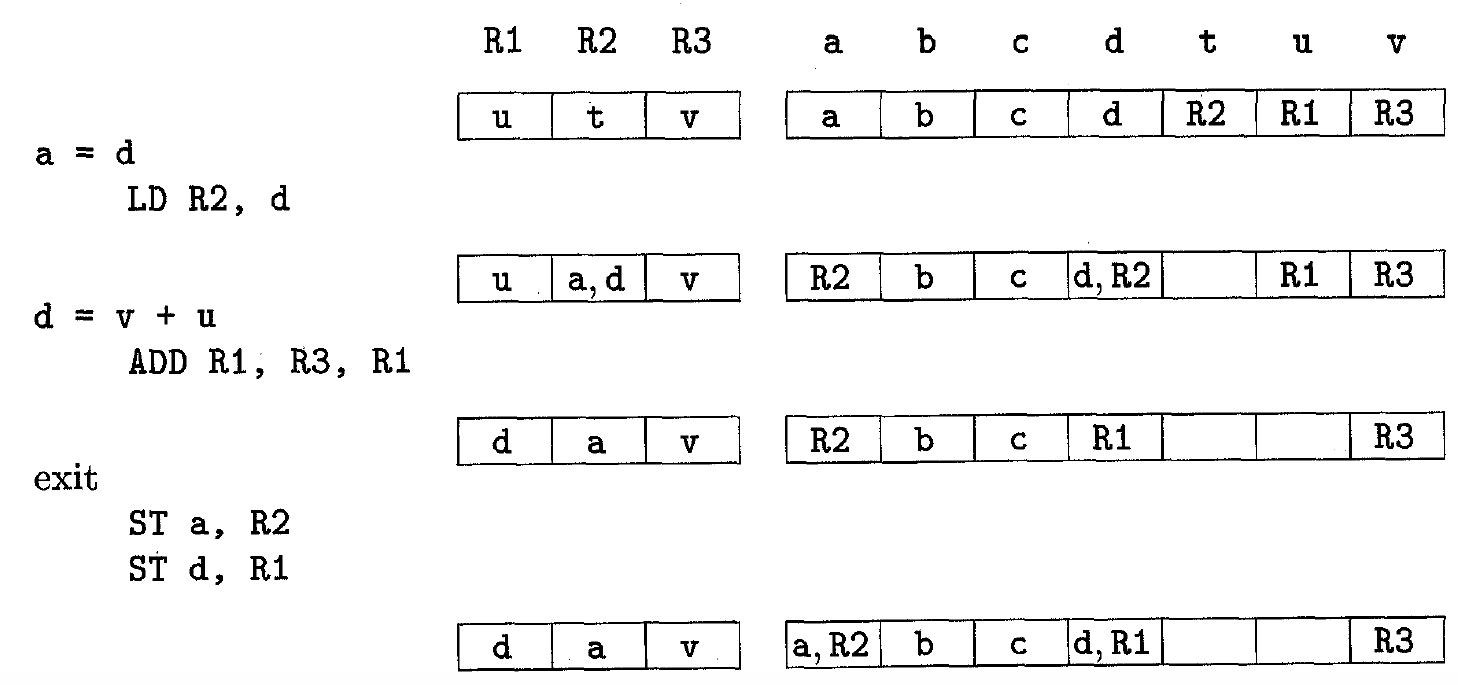 R1 R2 R3 a b c d t u v
u t v a b c d R2 R1 R3
a = d
LD R2, d
u a, d v R2 b c d, R2 R1 R3
d = v + u
ADD R1, R3, R1
d a v R2 b c R1 R3
exit
ST a, R2
ST d, R1
d a v a, R2 b c d, R1 R3